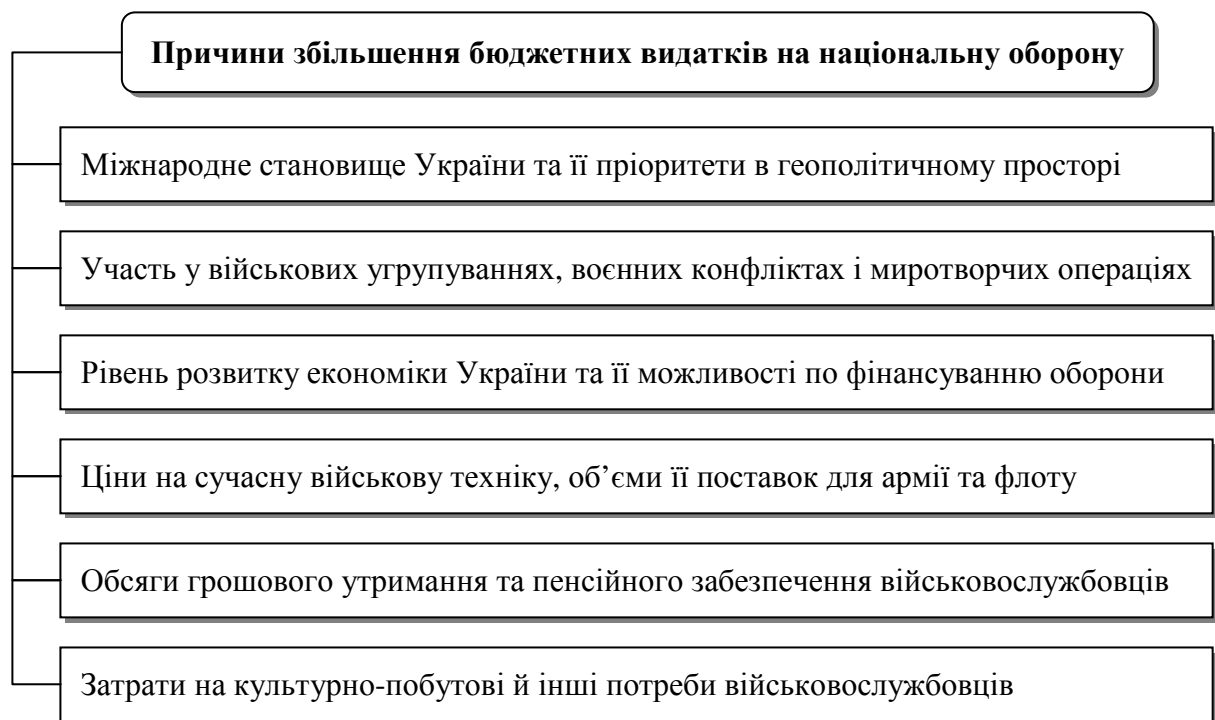 Причини збільшення бюджетних видатків на національну оборону
Міжнародне становище України та її пріоритети в геополітичному просторі
Участь у військових угрупуваннях, воєнних конфліктах і миротворчих операціях
Рівень розвитку економіки України та її можливості по фінансуванню оборони
Ціни на сучасну військову техніку, об’єми її поставок для армії та флоту
Обсяги грошового утримання та пенсійного забезпечення військовослужбовців
Затрати на культурно-побутові й інші потреби військовослужбовців